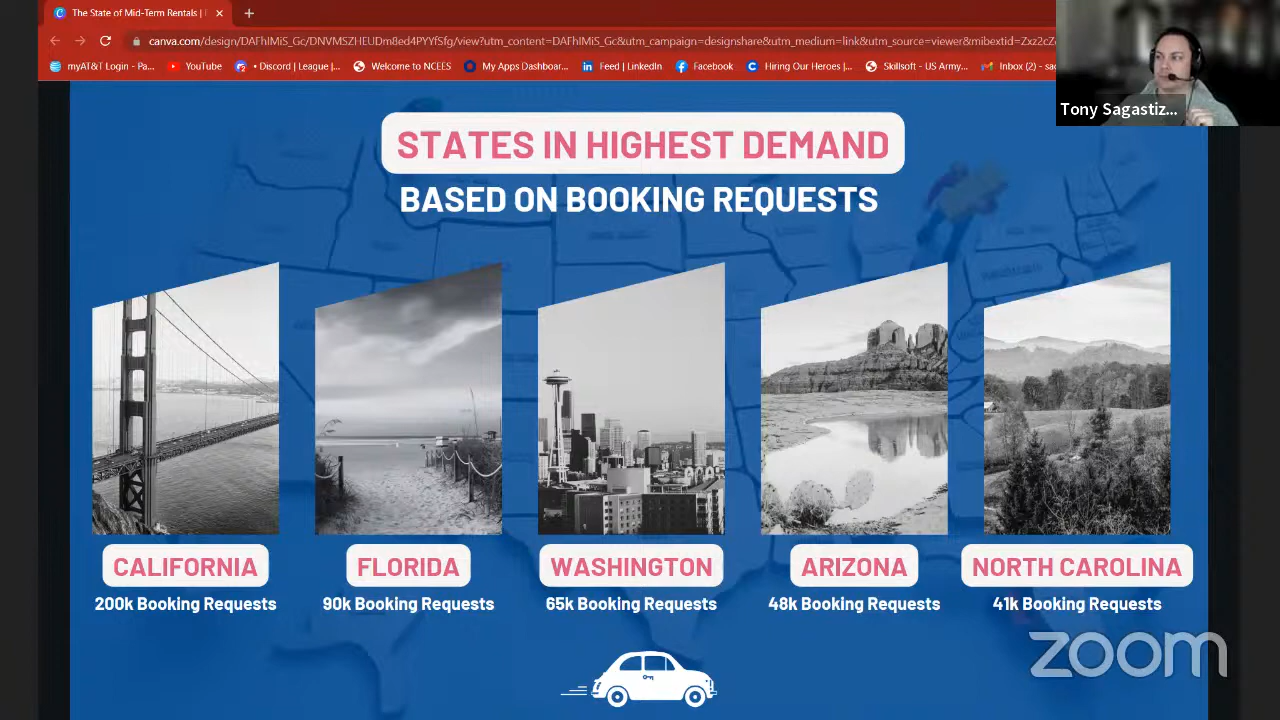 The State of Mid-Term Rentals |
canva.com/design/DAFhIMiS_Gc/DNVMSZHEUDm8ed4PYYfSfg/view?utm_content=DAFhIMiS_Gc&utm_campaign=designshare&utm_medium=link&utm_source=viewer&mibextid=Zxz2cZ
myAT&T Login - Pa... YouTube • Discord | League |... Welcome to NCEES My Apps Dashboar... Feed | LinkedIn Facebook Hiring Our Heroes |... Skillsoft - US Army... Inbox (2) - sa
Tony Sagastiz...
STATES IN HIGHEST DEMAND
BASED ON BOOKING REQUESTS
CALIFORNIA FLORIDA WASHINGTON ARIZONA NORTH CAROLINA
200k Booking Requests 90k Booking Requests 65k Booking Requests 48k Booking Requests 41k Booking Requests
zoom